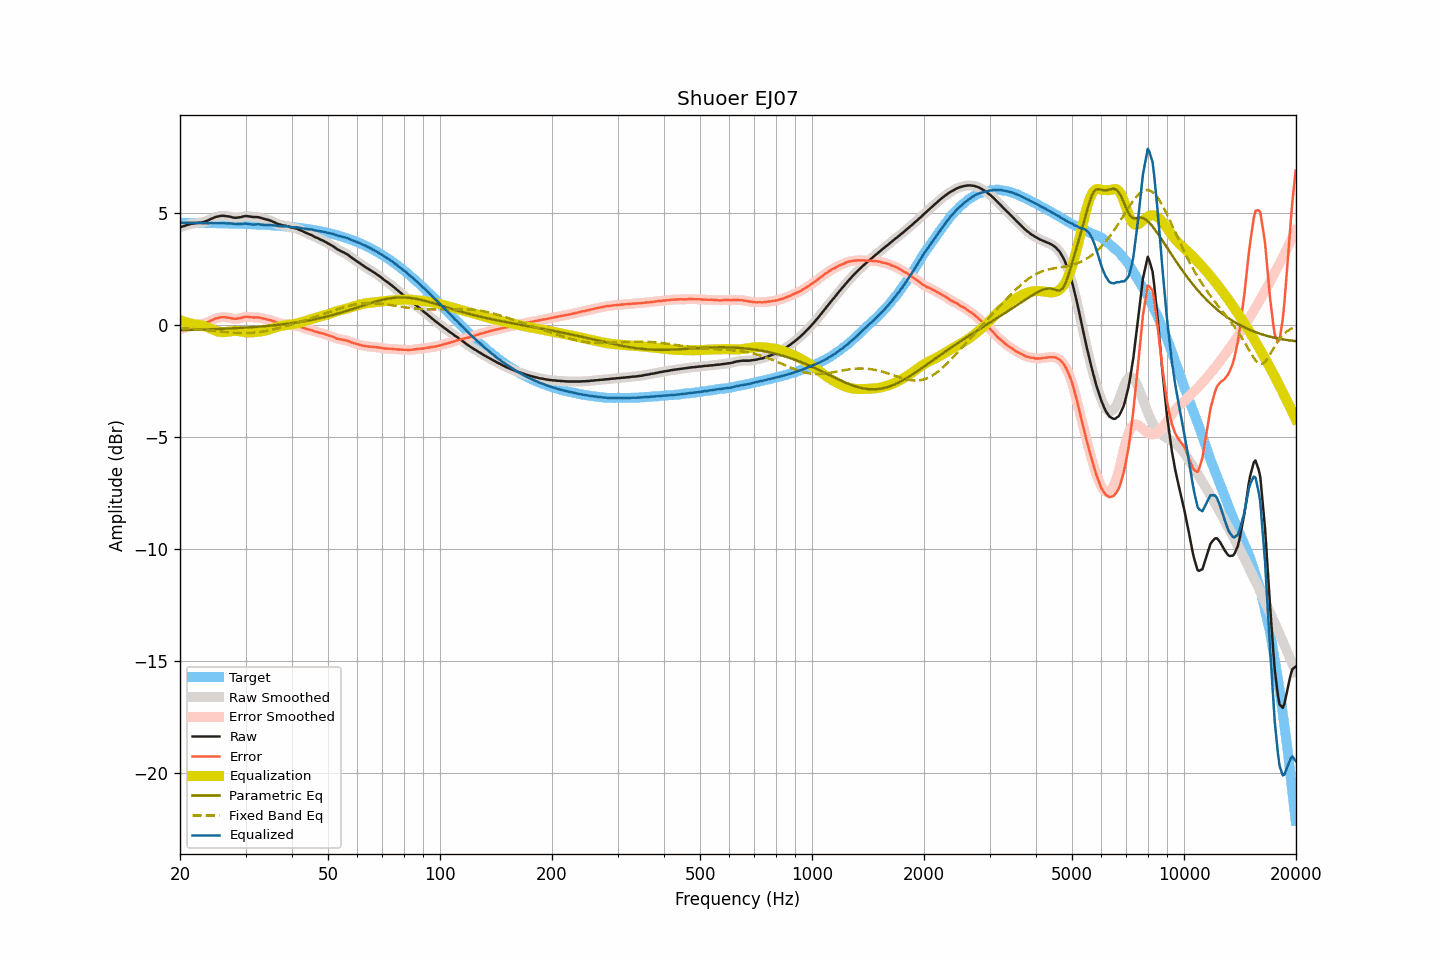 Shuoer EJ07
Amplitude (dBr)
5
0
−5
−10
−15
−20
Target
Raw Smoothed
Error Smoothed
Raw
Error
Equalization
Parametric Eq
Fixed Band Eq
Equalized
20 50 100 200 500 1000 2000 5000 10000 20000
Frequency (Hz)